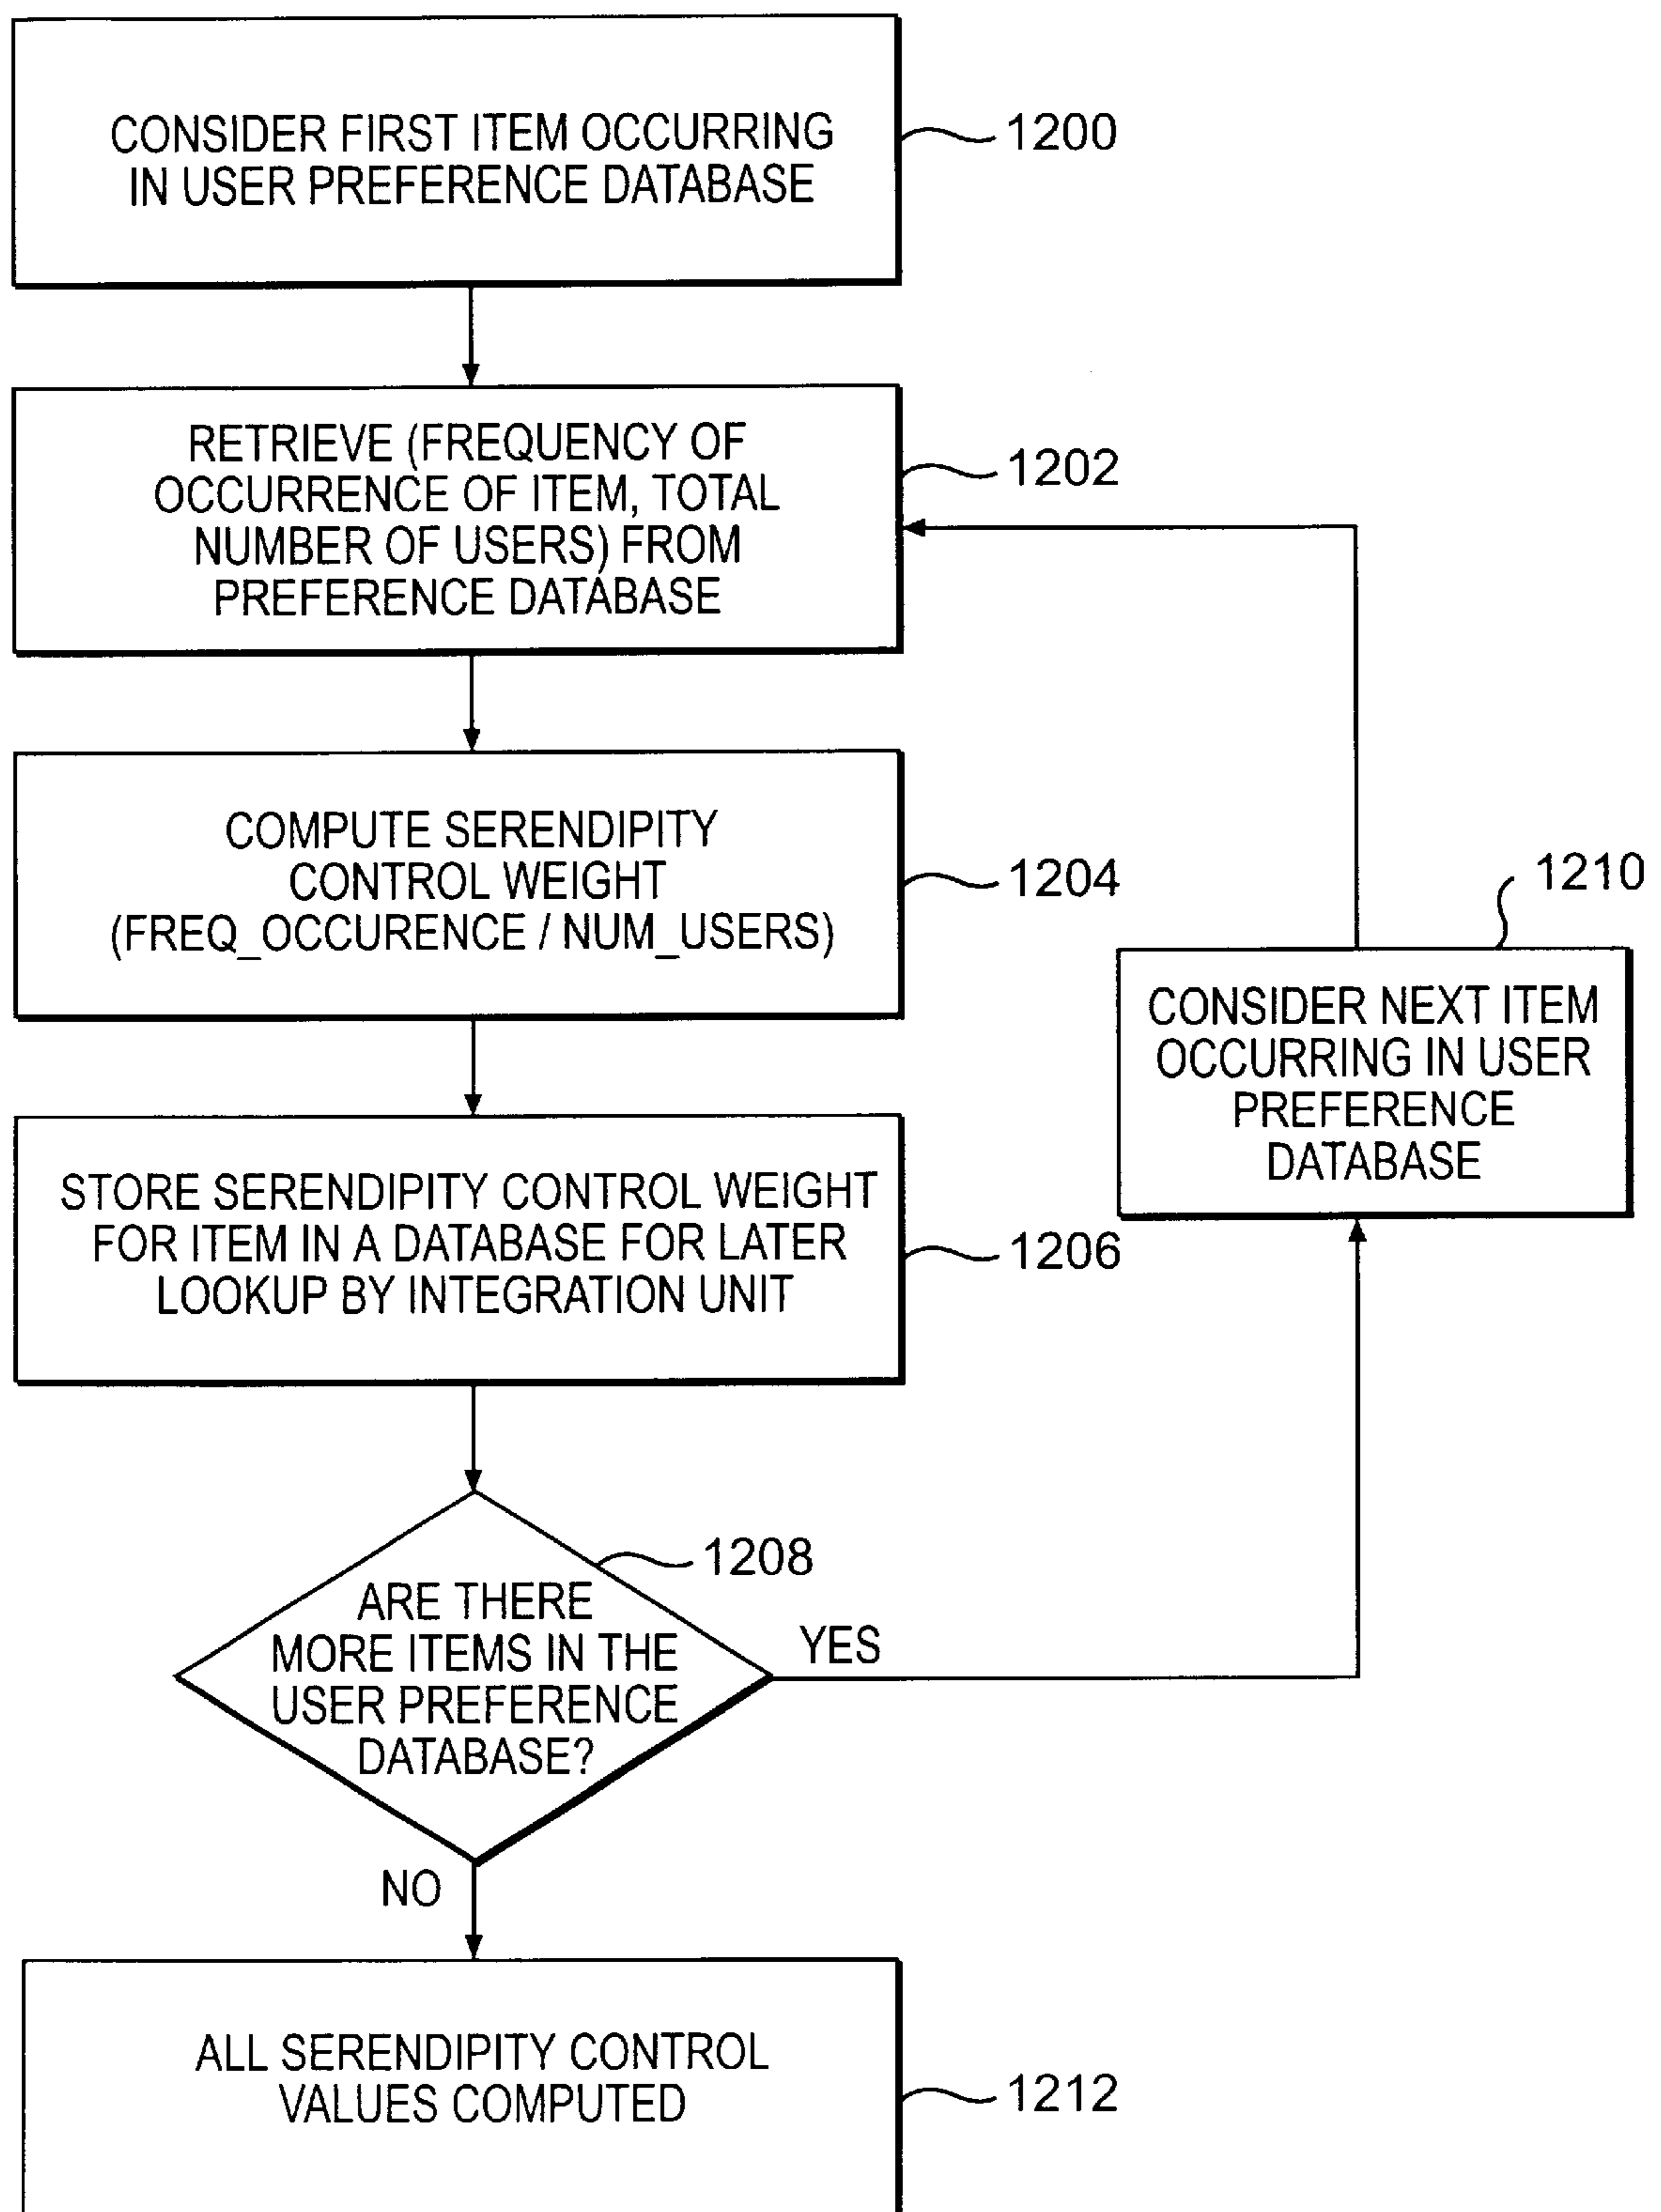 CONSIDER FIRST ITEM OCCURRING
IN USER PREFERENCE DATABASE
1200
RETRIEVE (FREQUENCY OF
OCCURRENCE OF ITEM, TOTAL
NUMBER OF USERS) FROM
PREFERENCE DATABASE
1202
COMPUTE SERENDIPITY
CONTROL WEIGHT
(FREQ_OCCURENCE / NUM_USERS)
1204
STORE SERENDIPITY CONTROL WEIGHT
FOR ITEM IN A DATABASE FOR LATER
LOOKUP BY INTEGRATION UNIT
1206
1208
ARE THERE
MORE ITEMS IN THE
USER PREFERENCE
DATABASE?
YES
1210
CONSIDER NEXT ITEM
OCCURRING IN USER
PREFERENCE
DATABASE
NO
ALL SERENDIPITY CONTROL
VALUES COMPUTED
1212